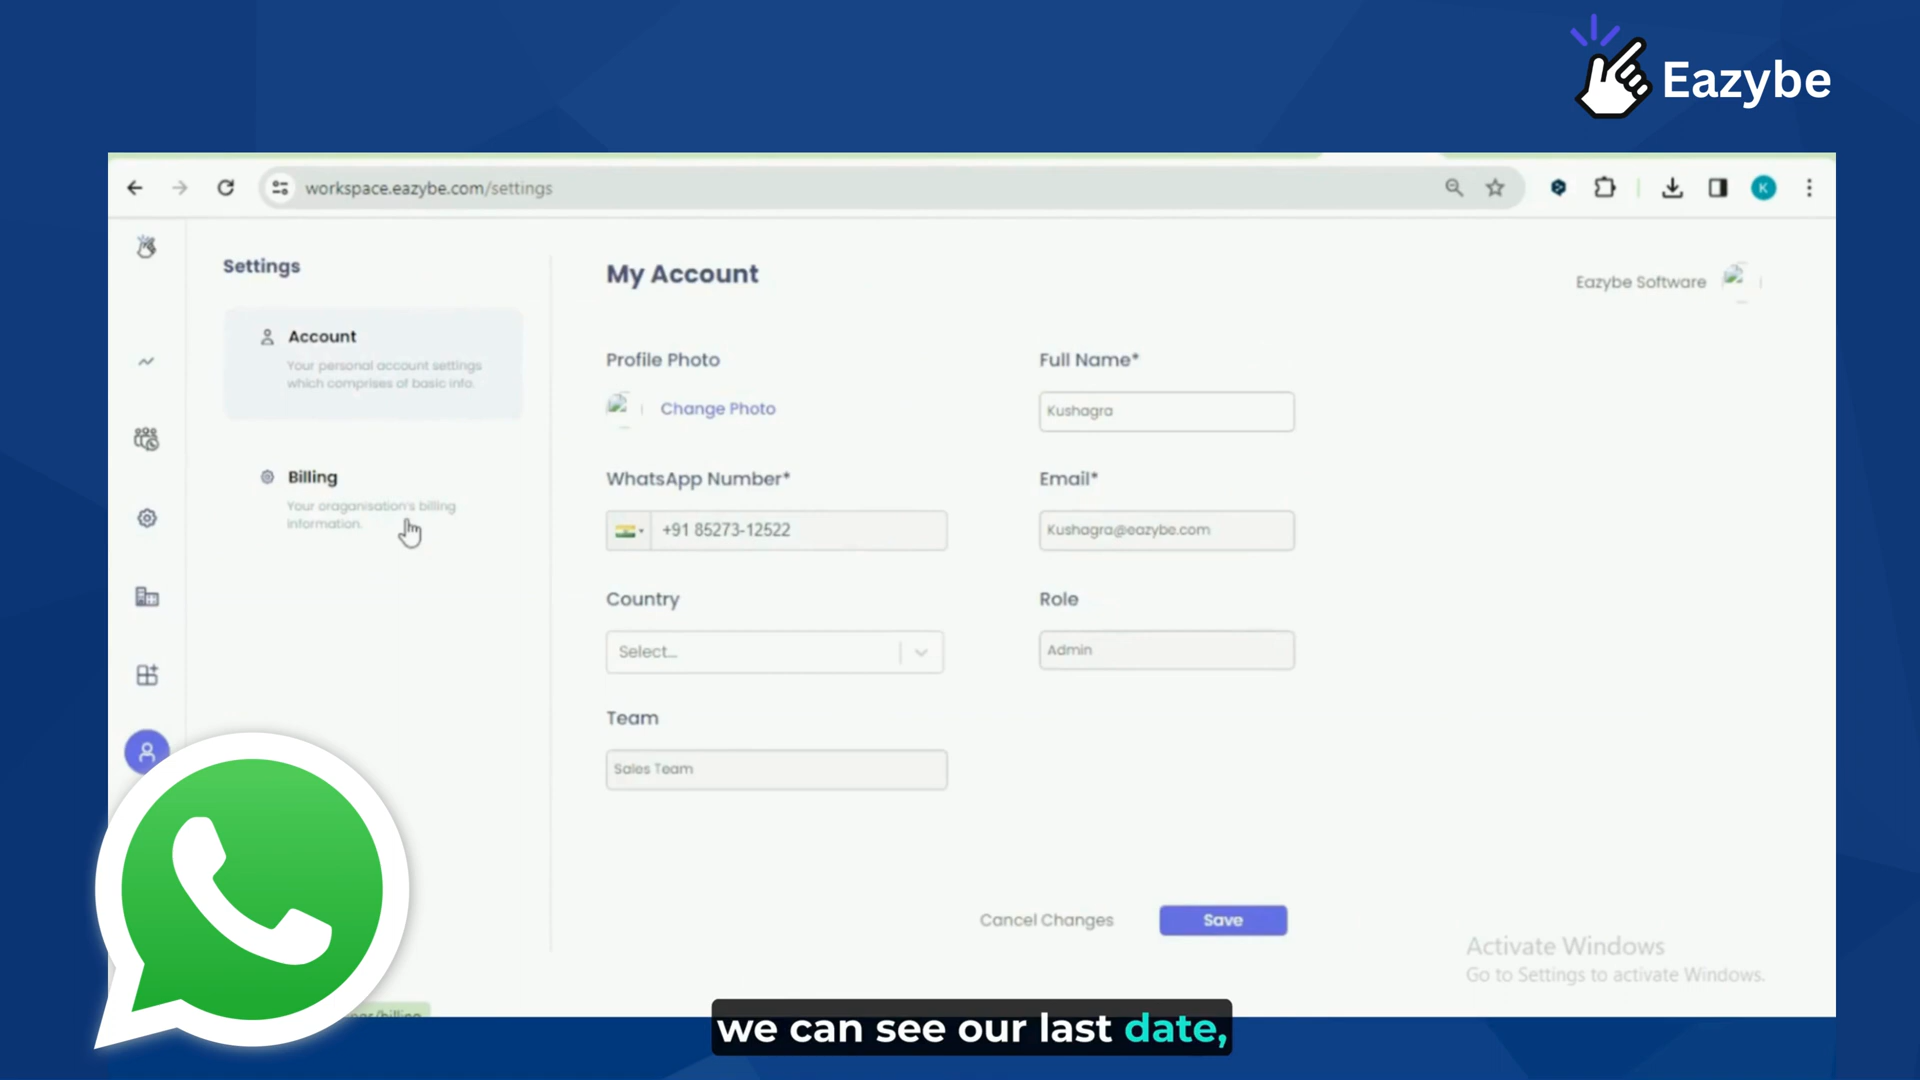 Eazybe
workspace.eazybe.com/settings
K
Settings
My Account
Eazybe Software
Account
Your personal account settings
which comprises of basic info.
Profile Photo
Full Name*
Change Photo
Kushagra
Billing
Your oraganisation's billing
information.
WhatsApp Number*
Email*
+91 85273-12522
Kushagra@eazybe.com
Country
Role
Select...
Admin
Team
Sales Team
Cancel Changes
Save
Activate Windows
Go to Settings to activate Windows.
we can see our last date,